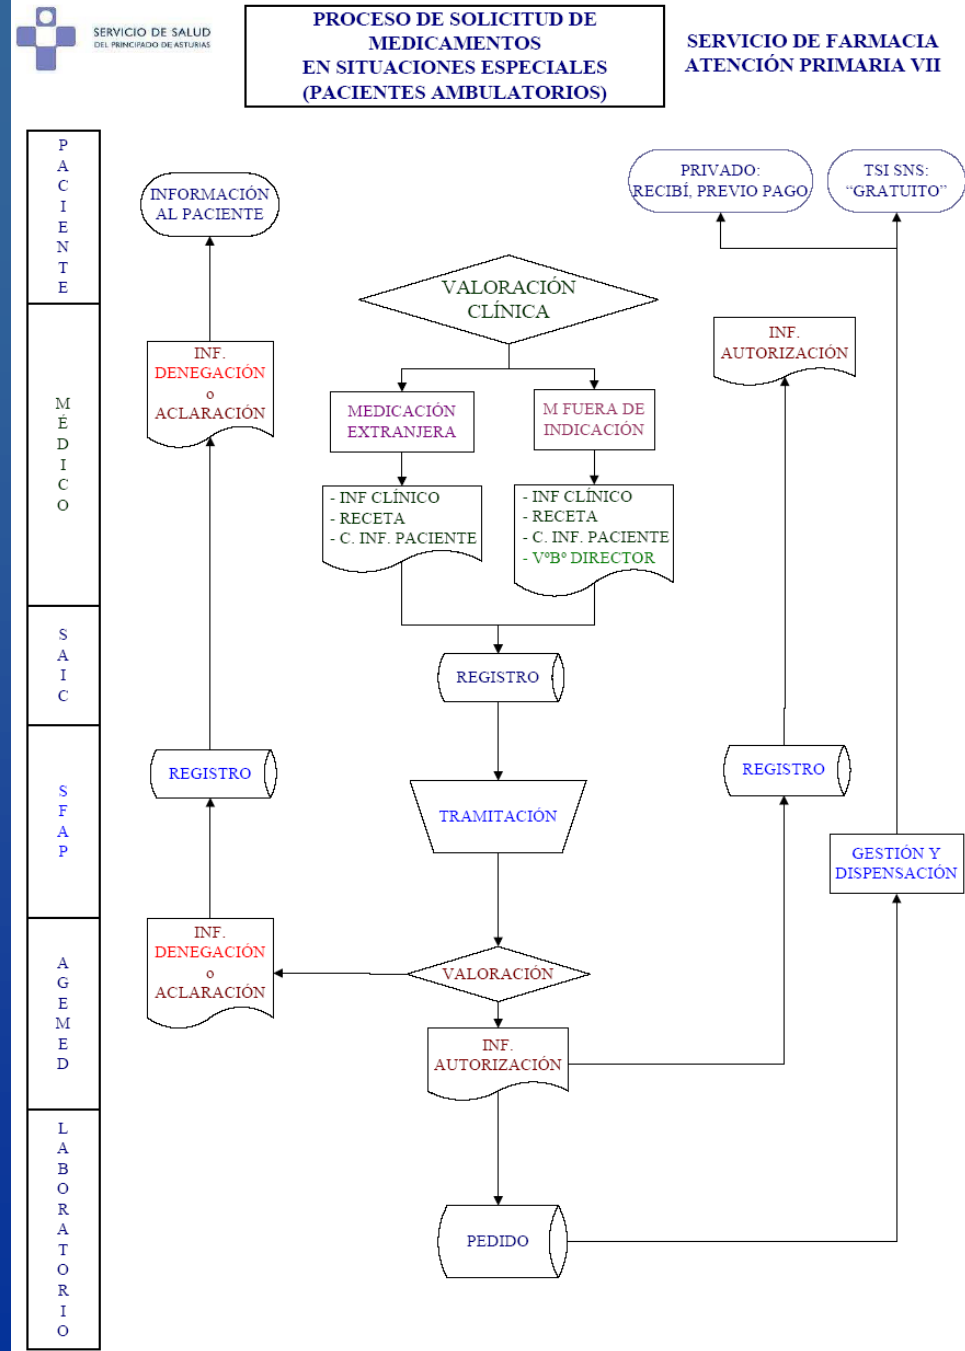 SERVICIO DE SALUD
DEL PRINCIPADO DE ASTURIAS
PROCESO DE SOLICITUD DE
MEDICAMENTOS
EN SITUACIONES ESPECIALES
(PACIENTES AMBULATORIOS)
SERVICIO DE FARMACIA
ATENCIÓN PRIMARIA VII
PACIENTE
INFORMACIÓN
AL PACIENTE
PRIVADO:
RECIBÍ, PREVIO PAGO
TSI SNS:
“GRATUITO”
VALORACIÓN
CLÍNICA
MÉDICO
INF.
DENEGACIÓN
o
ACLARACIÓN
MEDICACIÓN
EXTRANJERA
M FUERA DE
INDICACIÓN
INF.
AUTORIZACIÓN
- INF CLÍNICO
- RECETA
- C. INF. PACIENTE
- INF CLÍNICO
- RECETA
- C. INF. PACIENTE
- VºBº DIRECTOR
SAIC
REGISTRO
SFAP
REGISTRO
TRAMITACIÓN
REGISTRO
GESTIÓN Y
DISPENSACIÓN
AGEMED
INF.
DENEGACIÓN
o
ACLARACIÓN
VALORACIÓN
INF.
AUTORIZACIÓN
LABORATORIO
PEDIDO